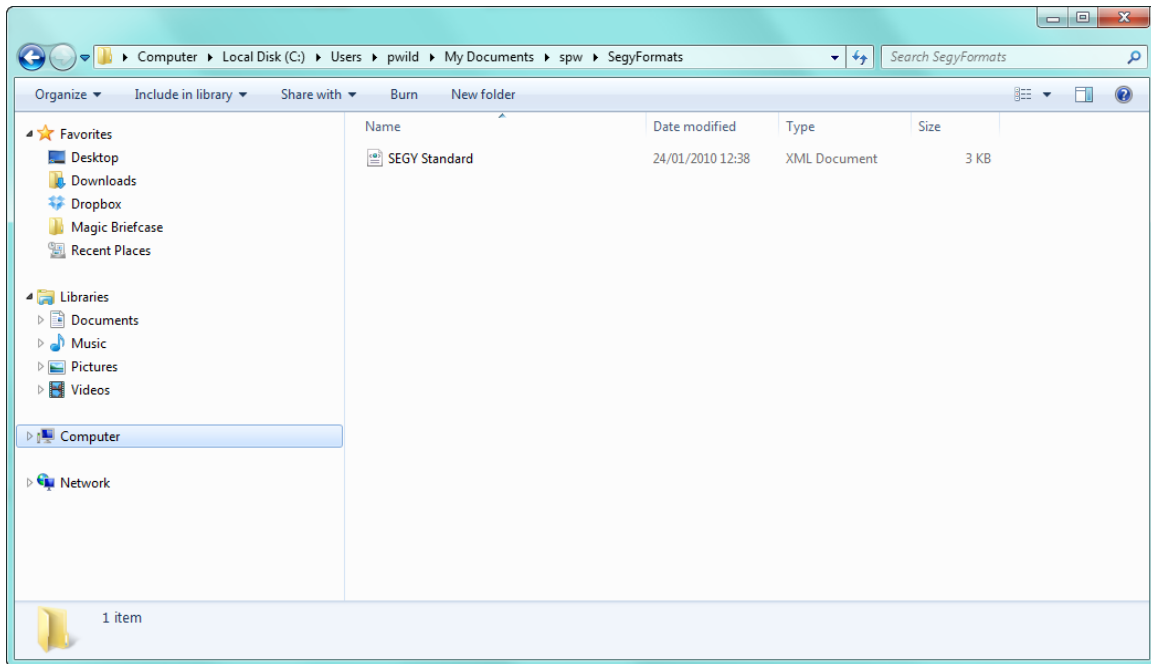 Computer Local Disk (C:) Users pwild My Documents spw SegyFormats Search SegyFormats
Organize Include in library Share with Burn New folder
Favorites
Desktop
Downloads
Dropbox
Magic Briefcase
Recent Places
Libraries
Documents
Music
Pictures
Videos
Computer
Network
Name Date modified Type Size
SEGY Standard 24/01/2010 12:38 XML Document 3 KB
1 item